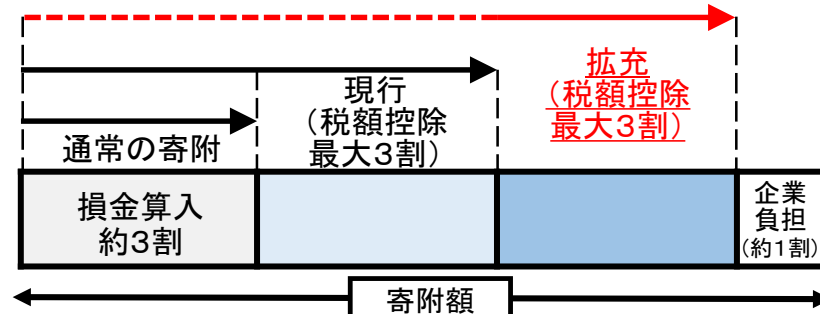 通常の寄附
現行
（税額控除
最大3割）
拡充
（税額控除
最大3割）
損金算入
約3割
企業
負担
(約1割)
寄附額